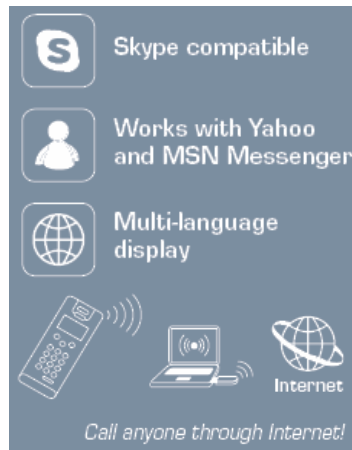 Skype compatible
Works with Yahoo
and MSN Messenger
Multi-language
display
Internet
Call anyone through Internet!